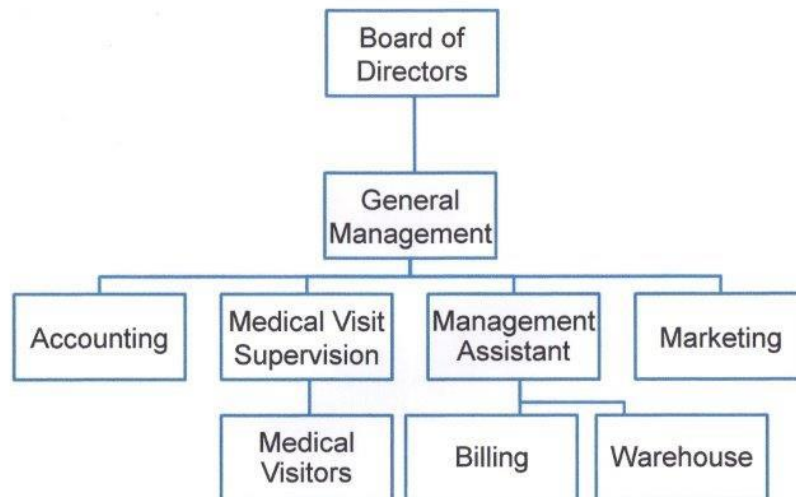 Board of
Directors
General
Management
Accounting
Medical Visit
Supervision
Management
Assistant
Marketing
Medical
Visitors
Billing
Warehouse